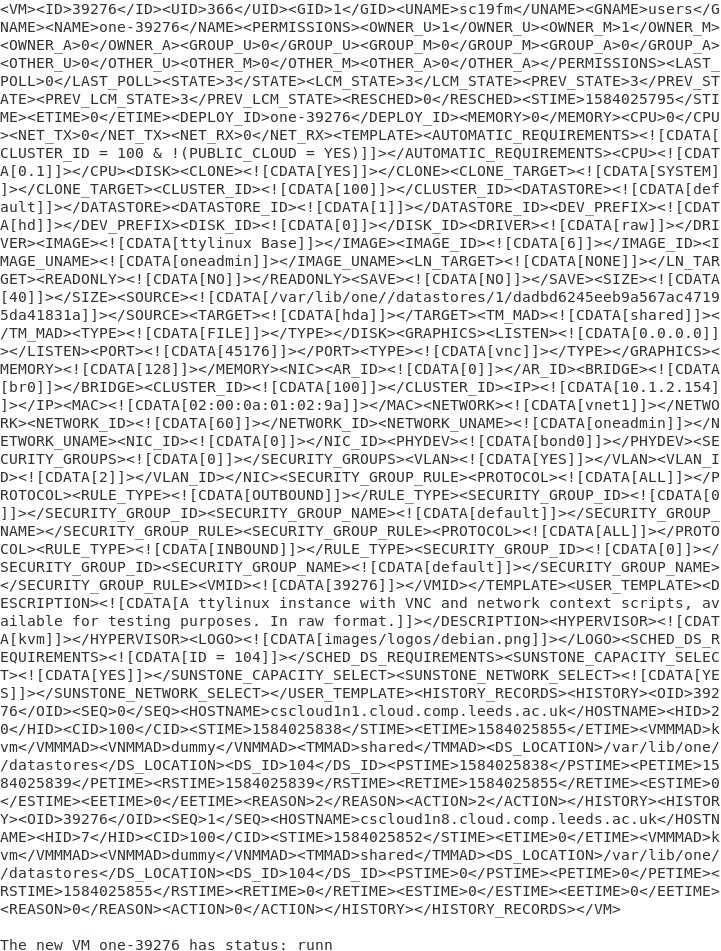 <VM><ID>39276</ID><UID>366</UID><GID>1</GID><UNAME>sc19fm</UNAME><GNAME>users</G
NAME><NAME>one-39276</NAME><PERMISSIONS><OWNER_U>1</OWNER_U><OWNER_M>1</OWNER_M>
<OWNER_A>0</OWNER_A><GROUP_U>0</GROUP_U><GROUP_M>0</GROUP_M><GROUP_A>0</GROUP_A>
<OTHER_U>0</OTHER_U><OTHER_M>0</OTHER_M><OTHER_A>0</OTHER_A></PERMISSIONS><LAST_
POLL>0</LAST_POLL><STATE>3</STATE><LCM_STATE>3</LCM_STATE><PREV_STATE>3</PREV_ST
ATE><PREV_LCM_STATE>3</PREV_LCM_STATE><RESCHED>0</RESCHED><STIME>1584025795</STI
ME><ETIME>0</ETIME><DEPLOY_ID>one-39276</DEPLOY_ID><MEMORY>0</MEMORY><CPU>0</CPU
><NET_TX>0</NET_TX><NET_RX>0</NET_RX><TEMPLATE><AUTOMATIC_REQUIREMENTS><![CDATA[
CLUSTER_ID = 100 & !(PUBLIC_CLOUD = YES)]]></AUTOMATIC_REQUIREMENTS><CPU><![CDAT
A[0.1]]></CPU><DISK><CLONE><![CDATA[YES]]></CLONE><CLONE_TARGET><![CDATA[SYSTEM]
]></CLONE_TARGET><CLUSTER_ID><![CDATA[100]]></CLUSTER_ID><DATASTORE><![CDATA[def
ault]]></DATASTORE><DATASTORE_ID><![CDATA[1]]></DATASTORE_ID><DEV_PREFIX><![CDAT
A[hd]]></DEV_PREFIX><DISK_ID><![CDATA[0]]></DISK_ID><DRIVER><![CDATA[raw]]></DRI
VER><IMAGE><![CDATA[ttylinux Base]]></IMAGE><IMAGE_ID><![CDATA[6]]></IMAGE_ID><I
MAGE_UNAME><![CDATA[oneadmin]]></IMAGE_UNAME><LN_TARGET><![CDATA[NONE]]></LN_TAR
GET><READONLY><![CDATA[NO]]></READONLY><SAVE><![CDATA[NO]]></SAVE><SIZE><![CDATA
[40]]></SIZE><SOURCE><![CDATA[/var/lib/one//datastores/1/dadbd6245eeb9a567ac4719
5da41831a]]></SOURCE><TARGET><![CDATA[hda]]></TARGET><TM_MAD><![CDATA[shared]]><
/TM_MAD><TYPE><![CDATA[FILE]]></TYPE></DISK><GRAPHICS><LISTEN><![CDATA[0.0.0.0]]
></LISTEN><PORT><![CDATA[45176]]></PORT><TYPE><![CDATA[vnc]]></TYPE></GRAPHICS><
MEMORY><![CDATA[128]]></MEMORY><NIC><AR_ID><![CDATA[0]]></AR_ID><BRIDGE><![CDATA
[br0]]></BRIDGE><CLUSTER_ID><![CDATA[100]]></CLUSTER_ID><IP><![CDATA[10.1.2.154]
]></IP><MAC><![CDATA[02:00:0a:01:02:9a]]></MAC><NETWORK><![CDATA[vnet1]]></NETWO
RK><NETWORK_ID><![CDATA[60]]></NETWORK_ID><NETWORK_UNAME><![CDATA[oneadmin]]></N
ETWORK_UNAME><NIC_ID><![CDATA[0]]></NIC_ID><PHYDEV><![CDATA[bond0]]></PHYDEV><SE
CURITY_GROUPS><![CDATA[0]]></SECURITY_GROUPS><VLAN><![CDATA[YES]]></VLAN><VLAN_I
D><![CDATA[2]]></VLAN_ID></NIC><SECURITY_GROUP_RULE><PROTOCOL><![CDATA[ALL]]></P
ROTOCOL><RULE_TYPE><![CDATA[OUTBOUND]]></RULE_TYPE><SECURITY_GROUP_ID><![CDATA[0
]]></SECURITY_GROUP_ID><SECURITY_GROUP_NAME><![CDATA[default]]></SECURITY_GROUP_
NAME></SECURITY_GROUP_RULE><SECURITY_GROUP_RULE><PROTOCOL><![CDATA[ALL]]></PROTO
COL><RULE_TYPE><![CDATA[INBOUND]]></RULE_TYPE><SECURITY_GROUP_ID><![CDATA[0]]></
SECURITY_GROUP_ID><SECURITY_GROUP_NAME><![CDATA[default]]></SECURITY_GROUP_NAME>
</SECURITY_GROUP_RULE><VMID><![CDATA[39276]]></VMID></TEMPLATE><USER_TEMPLATE><D
ESCRIPTION><![CDATA[A ttylinux instance with VNC and network context scripts, av
ailable for testing purposes. In raw format.]]></DESCRIPTION><HYPERVISOR><![CDAT
A[kvm]]></HYPERVISOR><LOGO><![CDATA[images/logos/debian.png]]></LOGO><SCHED_DS_R
EQUIREMENTS><![CDATA[ID = 104]]></SCHED_DS_REQUIREMENTS><SUNSTONE_CAPACITY_SELEC
T><![CDATA[YES]]></SUNSTONE_CAPACITY_SELECT><SUNSTONE_NETWORK_SELECT><![CDATA[YE
S]]></SUNSTONE_NETWORK_SELECT></USER_TEMPLATE><HISTORY_RECORDS><HISTORY><OID>392
76</OID><SEQ>0</SEQ><HOSTNAME>cscloud1n1.cloud.comp.leeds.ac.uk</HOSTNAME><HID>2
0</HID><CID>100</CID><STIME>1584025838</STIME><ETIME>1584025855</ETIME><VMMMAD>k
vm</VMMMAD><VNMMAD>dummy</VNMMAD><TMMAD>shared</TMMAD><DS_LOCATION>/var/lib/one/
/datastores</DS_LOCATION><DS_ID>104</DS_ID><PSTIME>1584025838</PSTIME><PETIME>15
84025839</PETIME><RSTIME>1584025839</RSTIME><RETIME>1584025855</RETIME><ESTIME>0
</ESTIME><EETIME>0</EETIME><REASON>2</REASON><ACTION>2</ACTION></HISTORY><HISTOR
Y><OID>39276</OID><SEQ>1</SEQ><HOSTNAME>cscloud1n8.cloud.comp.leeds.ac.uk</HOSTN
AME><HID>7</HID><CID>100</CID><STIME>1584025852</STIME><ETIME>0</ETIME><VMMMAD>k
vm</VMMMAD><VNMMAD>dummy</VNMMAD><TMMAD>shared</TMMAD><DS_LOCATION>/var/lib/one/
/datastores</DS_LOCATION><DS_ID>104</DS_ID><PSTIME>0</PSTIME><PETIME>0</PETIME><
RSTIME>1584025855</RSTIME><RETIME>0</RETIME><ESTIME>0</ESTIME><EETIME>0</EETIME>
<REASON>0</REASON><ACTION>0</ACTION></HISTORY></HISTORY_RECORDS></VM>
The new VM one-39276 has status: runn